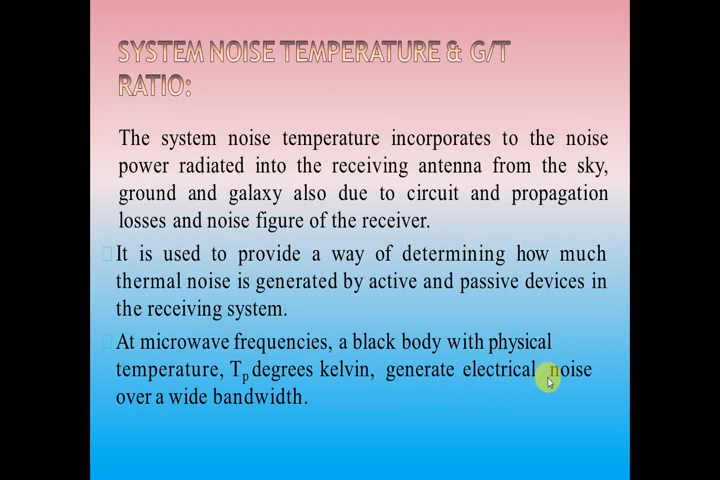 SYSTEM NOISE TEMPERATURE & G/T
RATIO:
The system noise temperature incorporates to the noise
power radiated into the receiving antenna from the sky,
ground and galaxy also due to circuit and propagation
losses and noise figure of the receiver.
It is used to provide a way of determining how much
thermal noise is generated by active and passive devices in
the receiving system.
At microwave frequencies, a black body with physical
temperature, Tp degrees kelvin, generate electrical noise
over a wide bandwidth.